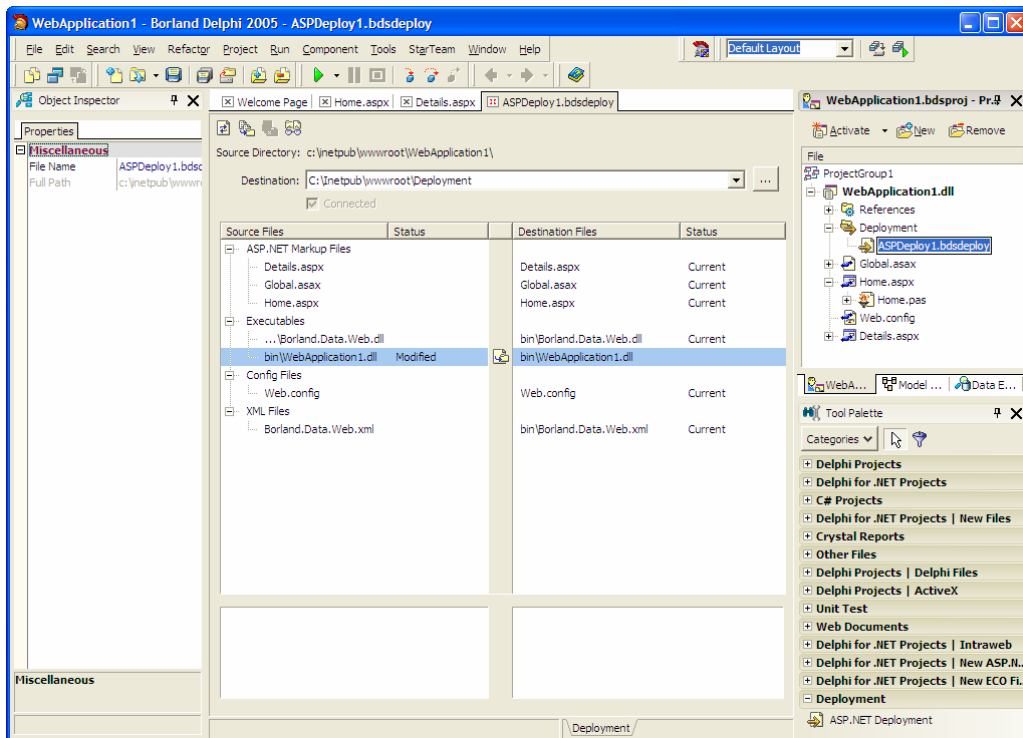 WebApplication1 - Borland Delphi 2005 - ASPDeploy1.bdsdeploy
File Edit Search View Refactor Project Run Component Tools StarTeam Window Help
Default Layout
Object Inspector
Properties
Miscellaneous
File Name ASPDeploy1.bdsc
Full Path c:\inetpub\wwwr
Miscellaneous
Welcome Page Home.aspx Details.aspx ASPDeploy1.bdsdeploy
Source Directory: c:\inetpub\wwwroot\WebApplication1\
Destination: C:\Inetpub\wwwroot\Deployment ...
Connected
Source Files Status Destination Files Status
ASP.NET Markup Files
Details.aspx Details.aspx Current
Global.asax Global.asax Current
Home.aspx Home.aspx Current
Executables
...\Borland.Data.Web.dll bin\Borland.Data.Web.dll Current
bin\WebApplication1.dll Modified bin\WebApplication1.dll
Config Files
Web.config Web.config Current
XML Files
Borland.Data.Web.xml bin\Borland.Data.Web.xml Current
Deployment
WebApplication1.bdsproj - Pr...
Activate New Remove
File
ProjectGroup1
WebApplication1.dll
References
Deployment
ASPDeploy1.bdsdeploy
Global.asax
Home.aspx
Home.pas
Web.config
Details.aspx
WebA... Model ... Data E...
Tool Palette
Categories
Delphi Projects
Delphi for .NET Projects
C# Projects
Delphi for .NET Projects | New Files
Crystal Reports
Other Files
Delphi Projects | Delphi Files
Delphi Projects | ActiveX
Unit Test
Web Documents
Delphi for .NET Projects | Intraweb
Delphi for .NET Projects | New ASP.N...
Delphi for .NET Projects | New ECO Fi...
Deployment
ASP.NET Deployment